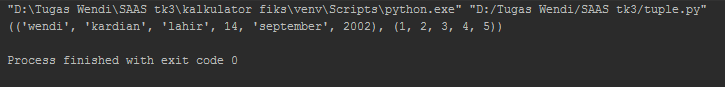 "D:\Tugas Wendi\SAAS tk3\kalkulator fiks\venv\Scripts\python.exe" "D:/Tugas Wendi/SAAS tk3/tuple.py"
(('wendi', 'kardian', 'lahir', 14, 'september', 2002), (1, 2, 3, 4, 5))
Process finished with exit code 0